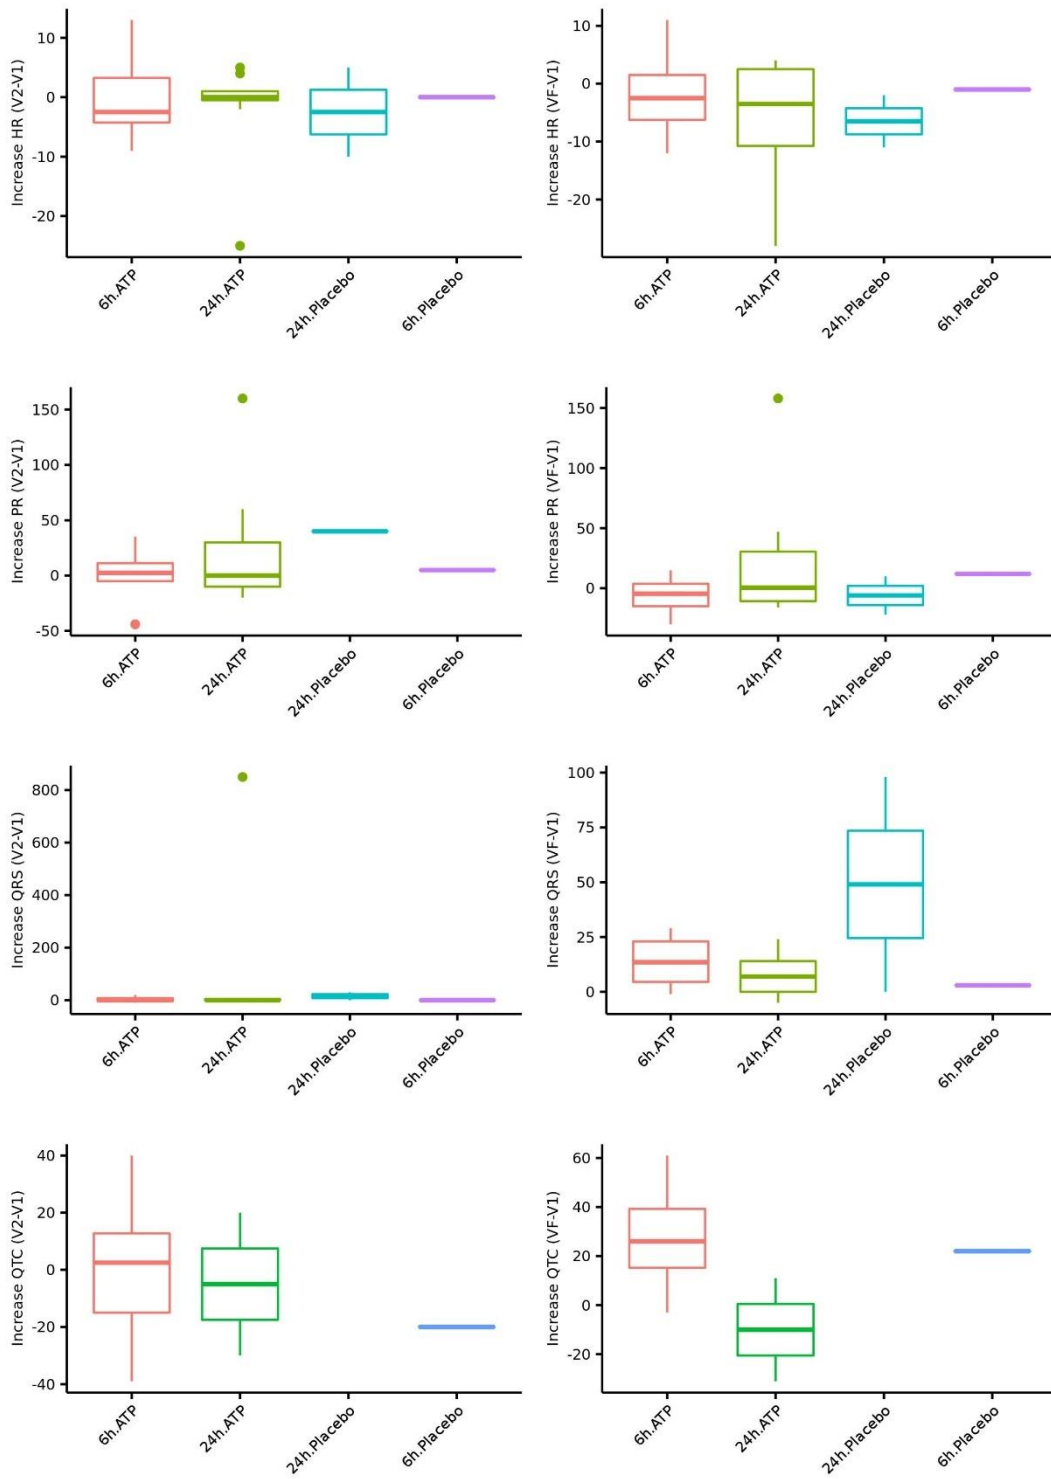 Increase HR (V2-V1)
10
0
-10
-20
6h.ATP
24h.ATP
24h.Placebo
6h.Placebo
Increase HR (VF-V1)
10
0
-10
-20
6h.ATP
24h.ATP
24h.Placebo
6h.Placebo
Increase PR (V2-V1)
150
100
50
0
-50
6h.ATP
24h.ATP
24h.Placebo
6h.Placebo
Increase PR (VF-V1)
150
100
50
0
6h.ATP
24h.ATP
24h.Placebo
6h.Placebo
Increase QRS (V2-V1)
800
600
400
200
0
6h.ATP
24h.ATP
24h.Placebo
6h.Placebo
Increase QRS (VF-V1)
100
75
50
25
0
6h.ATP
24h.ATP
24h.Placebo
6h.Placebo
Increase QTC (V2-V1)
40
20
0
-20
-40
6h.ATP
24h.ATP
24h.Placebo
6h.Placebo
Increase QTC (VF-V1)
60
40
20
0
-20
6h.ATP
24h.ATP
24h.Placebo
6h.Placebo